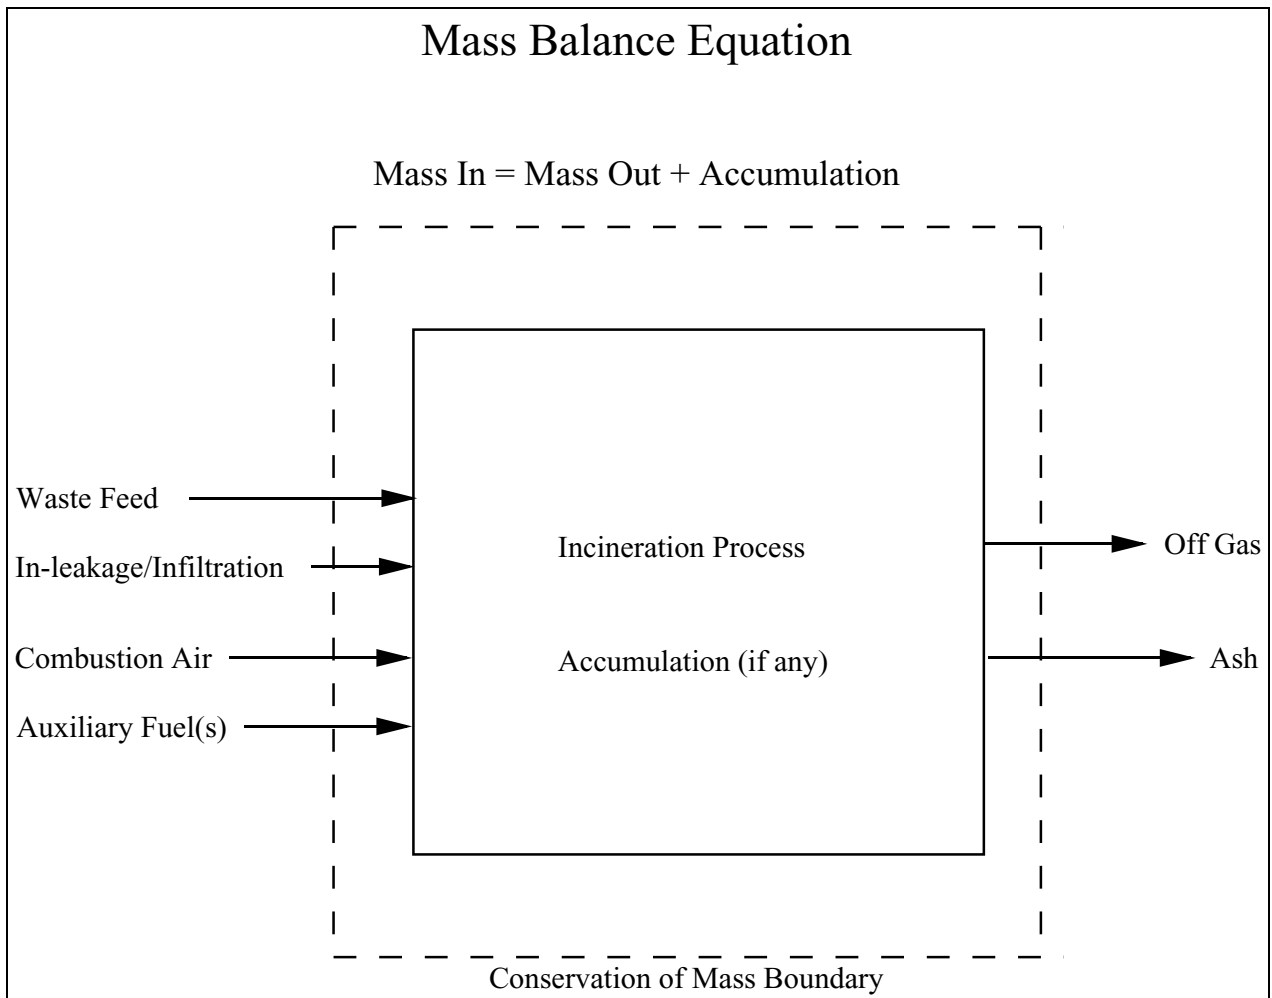 Mass Balance Equation
Mass In = Mass Out + Accumulation
Waste Feed
In-leakage/Infiltration
Combustion Air
Auxiliary Fuel(s)
Incineration Process
Accumulation (if any)
Off Gas
Ash
Conservation of Mass Boundary